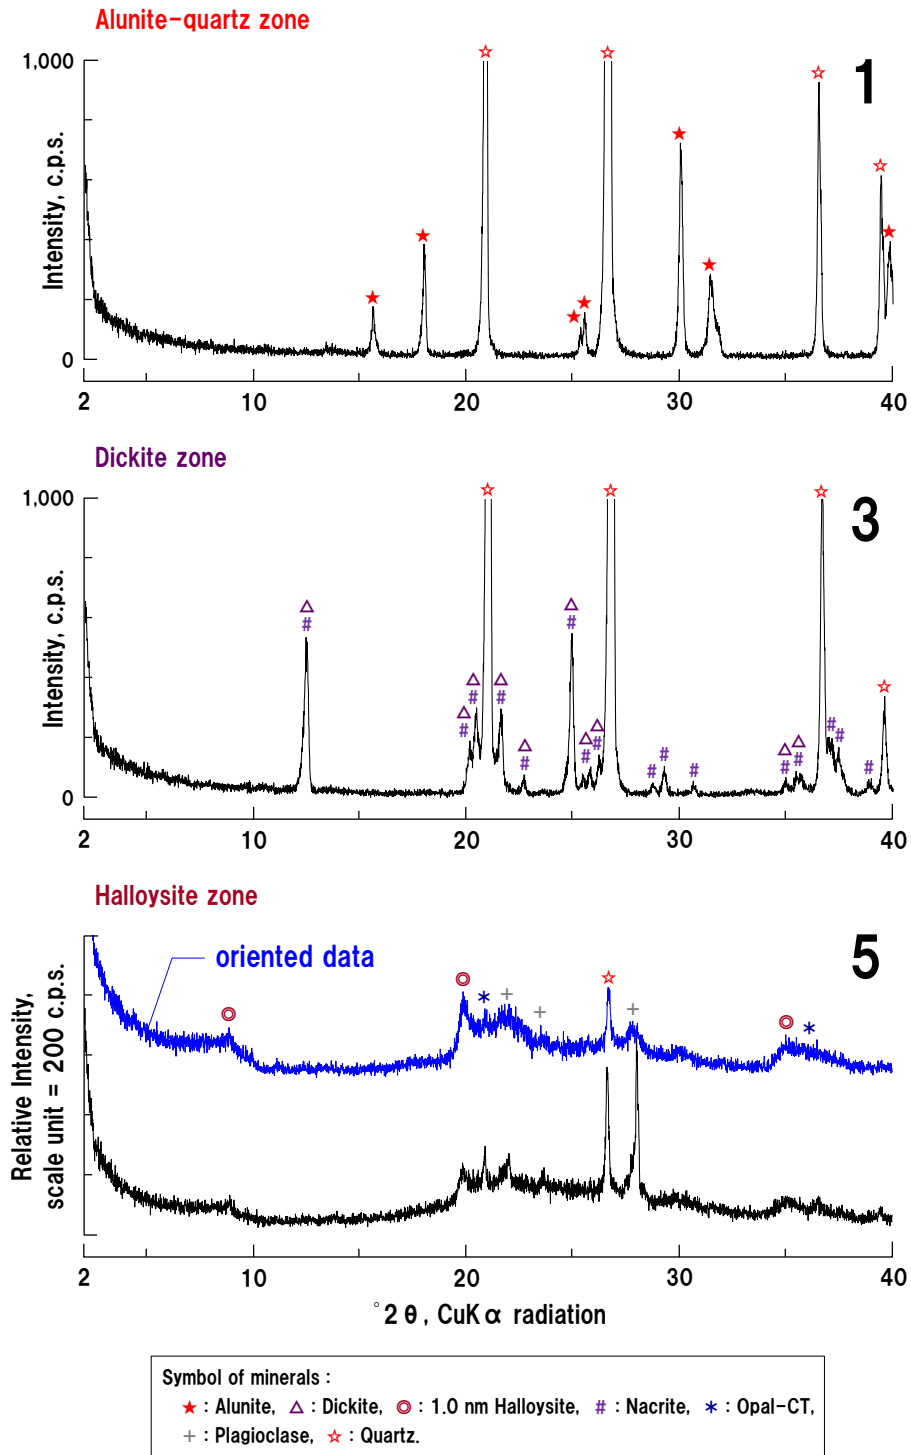 Alunite-quartz zone
1
1,000
Intensity, c.p.s.
0
2 10 20 30 40
Dickite zone
3
1,000
Intensity, c.p.s.
0
2 10 20 30 40
Halloysite zone
5
oriented data
Relative Intensity,
scale unit = 200 c.p.s.
2 10 20 30 40
°2 θ, CuK α radiation
Symbol of minerals :
★ : Alunite, △ : Dickite, ◎ : 1.0 nm Halloysite, # : Nacrite, * : Opal-CT,
+ : Plagioclase, ☆ : Quartz.